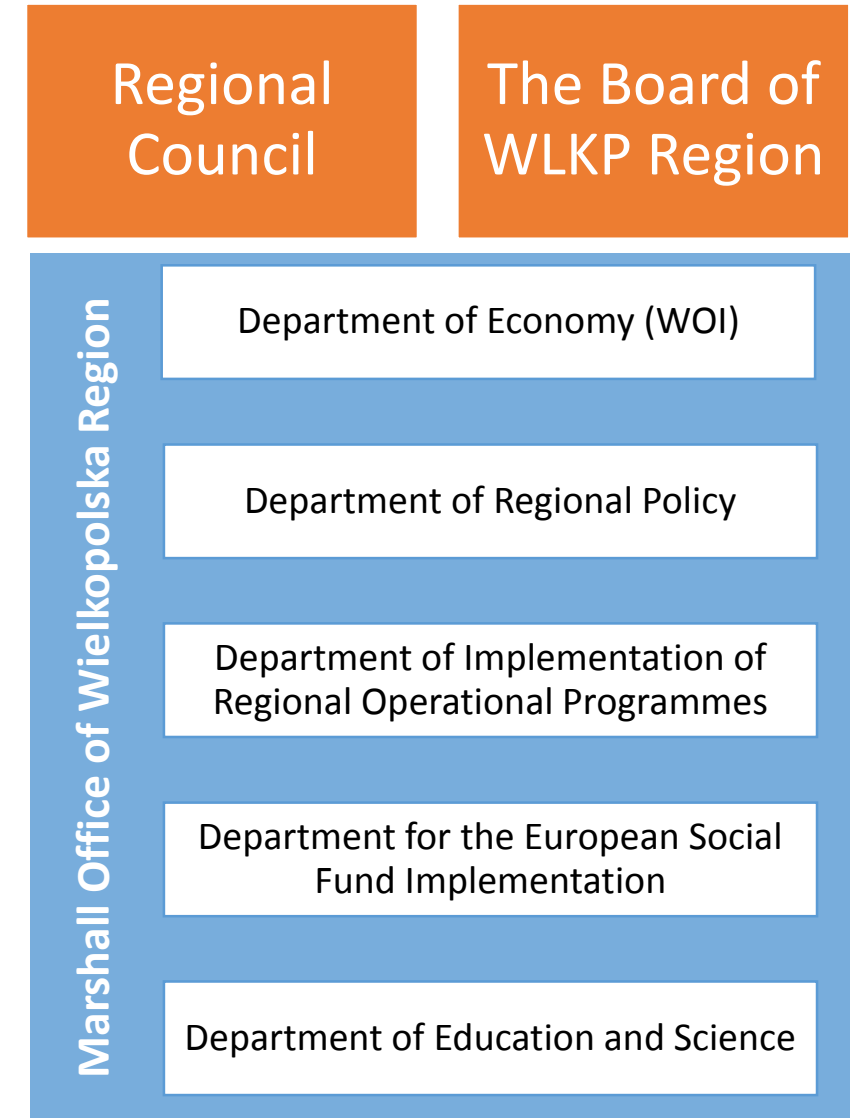 Regional
Council
The Board of
WLKP Region
Marshall Office of Wielkopolska Region
Department of Economy (WOI)
Department of Regional Policy
Department of Implementation of
Regional Operational Programmes
Department for the European Social
Fund Implementation
Department of Education and Science